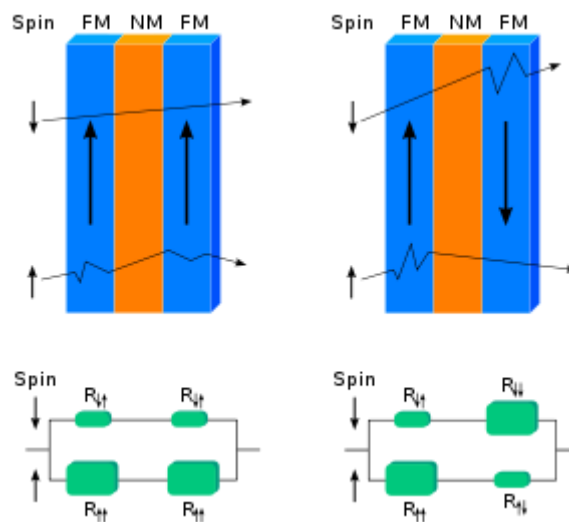 Spin FM NM FM
Spin FM NM FM
Spin
R↓↑ R↓↑
R↑↑ R↑↑
Spin
R↓↑ R↓↓
R↑↑ R↑↓